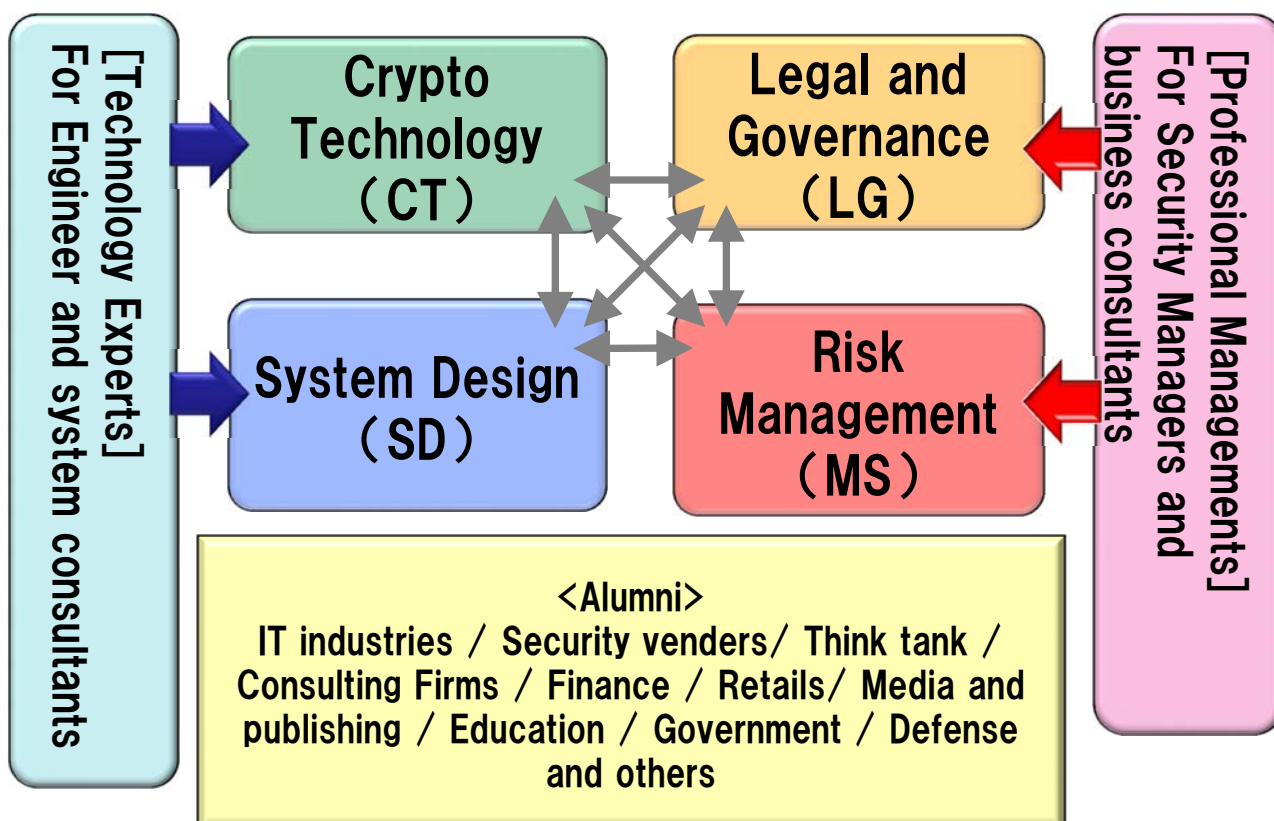 [Technology Experts]
For Engineer and system consultants
Crypto
Technology
（CT）
Legal and
Governance
（LG）
System Design
（SD）
Risk
Management
（MS）
[Professional Managements]
For Security Managers and
business consultants
<Alumni>
IT industries / Security venders/ Think tank /
Consulting Firms / Finance / Retails/ Media and
publishing / Education / Government / Defense
and others